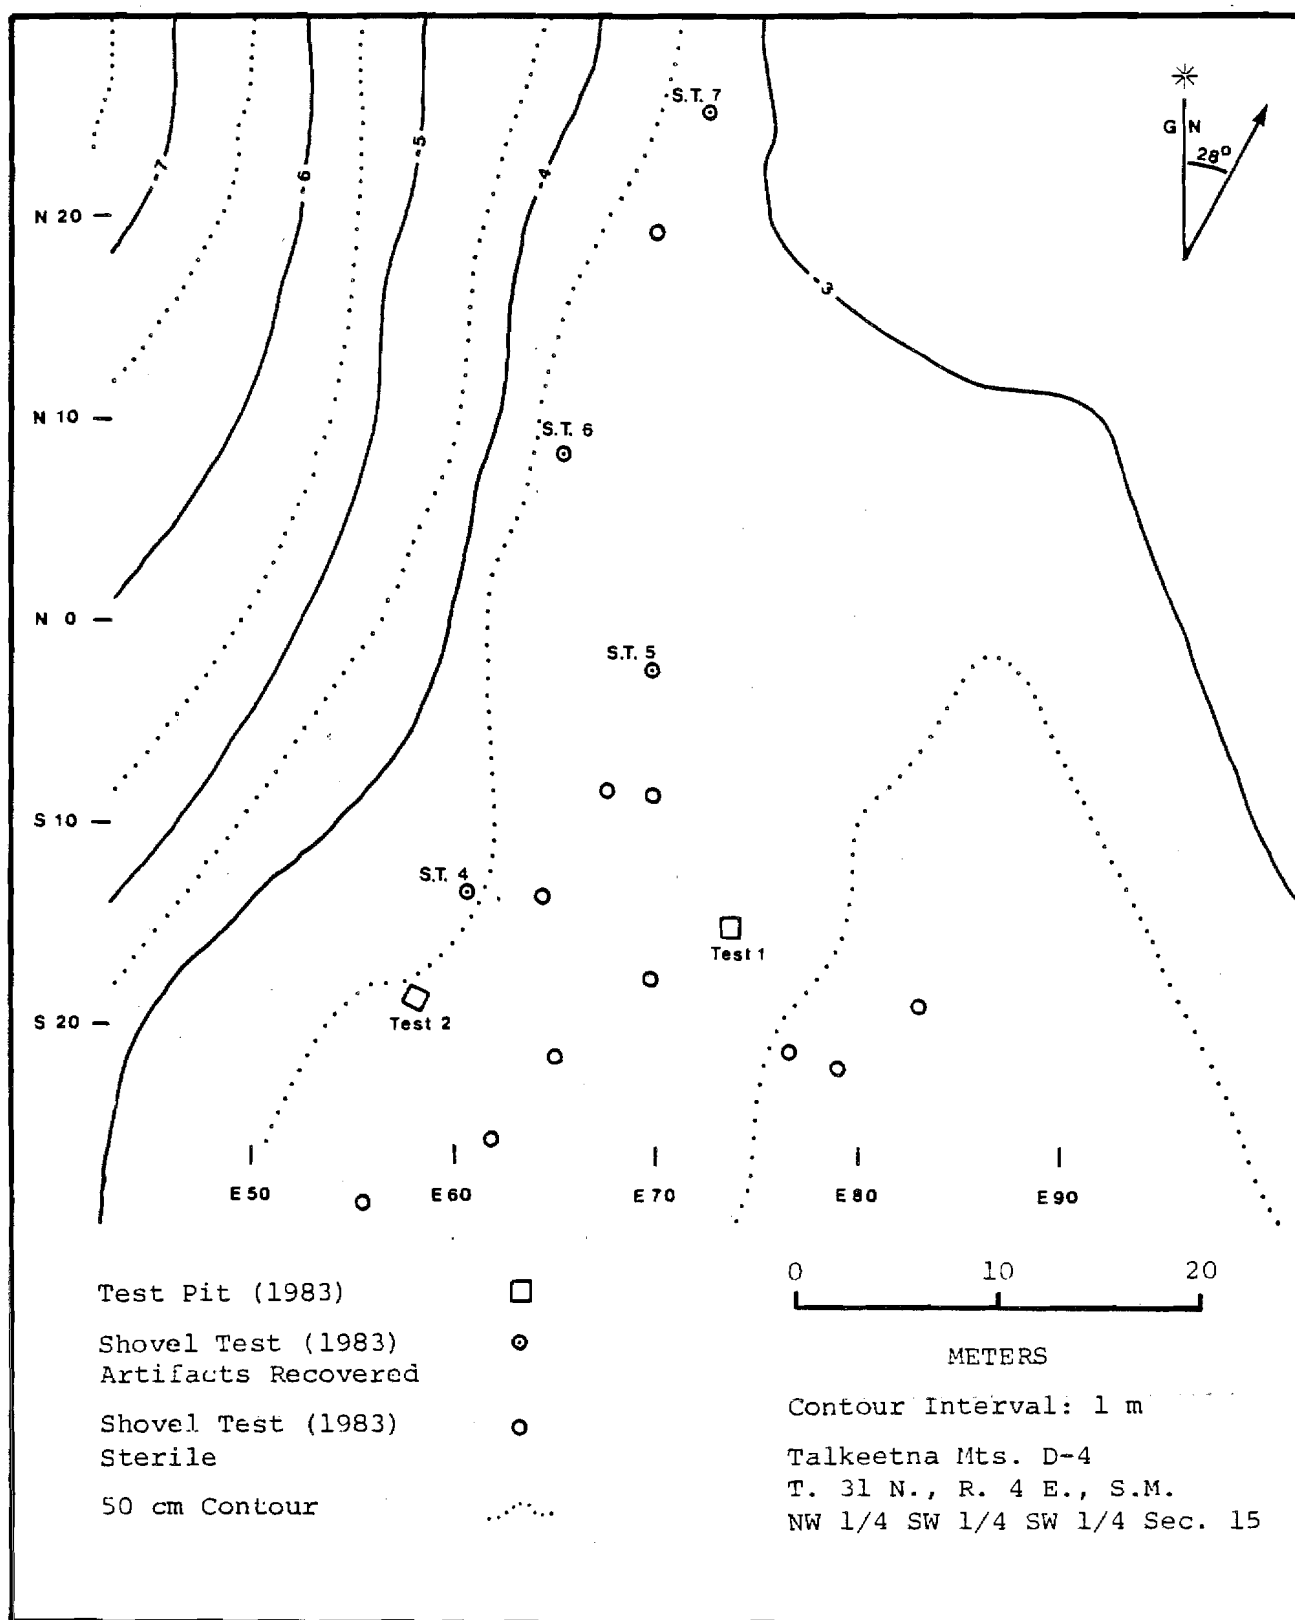 S.T. 7
G N
28°
-7
-6
-5
-4
N 20
-3
N 10
S.T. 6
N 0
S.T. 5
S 10
S.T. 4
Test 1
S 20
Test 2
E 50
E 60
E 70
E 80
E 90
Test Pit (1983)
Shovel Test (1983)
Artifacts Recovered
Shovel Test (1983)
Sterile
50 cm Contour
0 10 20
METERS
Contour Interval: 1 m
Talkeetna Mts. D-4
T. 31 N., R. 4 E., S.M.
NW 1/4 SW 1/4 SW 1/4 Sec. 15